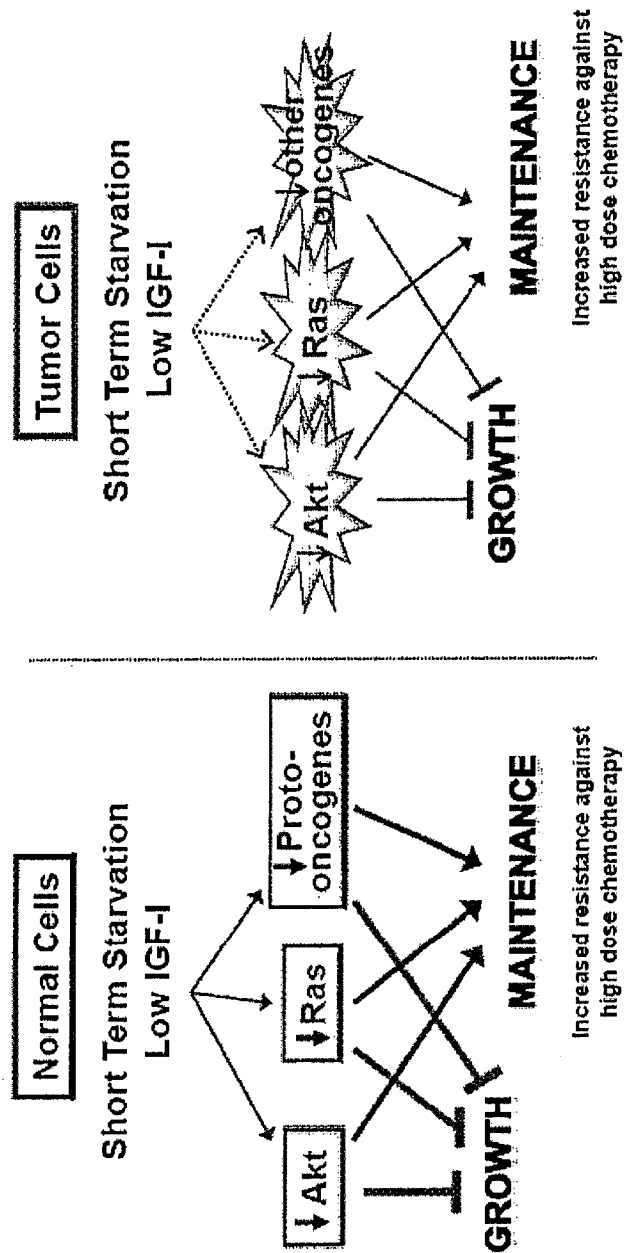 Normal Cells
Short Term Starvation
Low IGF-I
↓Akt
↓Ras
↓Proto-
oncogenes
GROWTH
MAINTENANCE
Increased resistance against
high dose chemotherapy
Tumor Cells
Short Term Starvation
Low IGF-I
↓Akt
↓Ras
↓other
oncogenes
GROWTH
MAINTENANCE
Increased resistance against
high dose chemotherapy